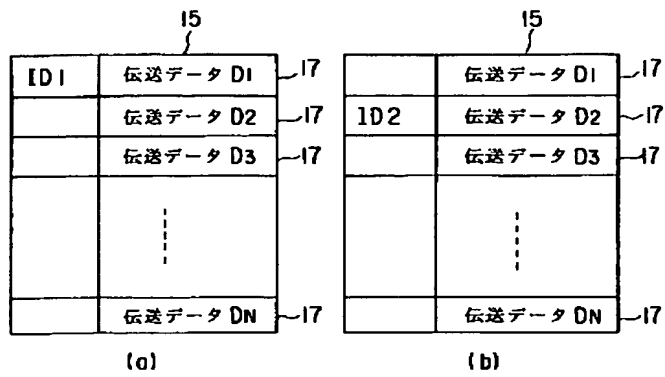 15
ID1 伝送データ D1 17
伝送データ D2 17
伝送データ D3 17
伝送データ DN 17
(a)
15
伝送データ D1 17
ID2 伝送データ D2 17
伝送データ D3 17
伝送データ DN 17
(b)